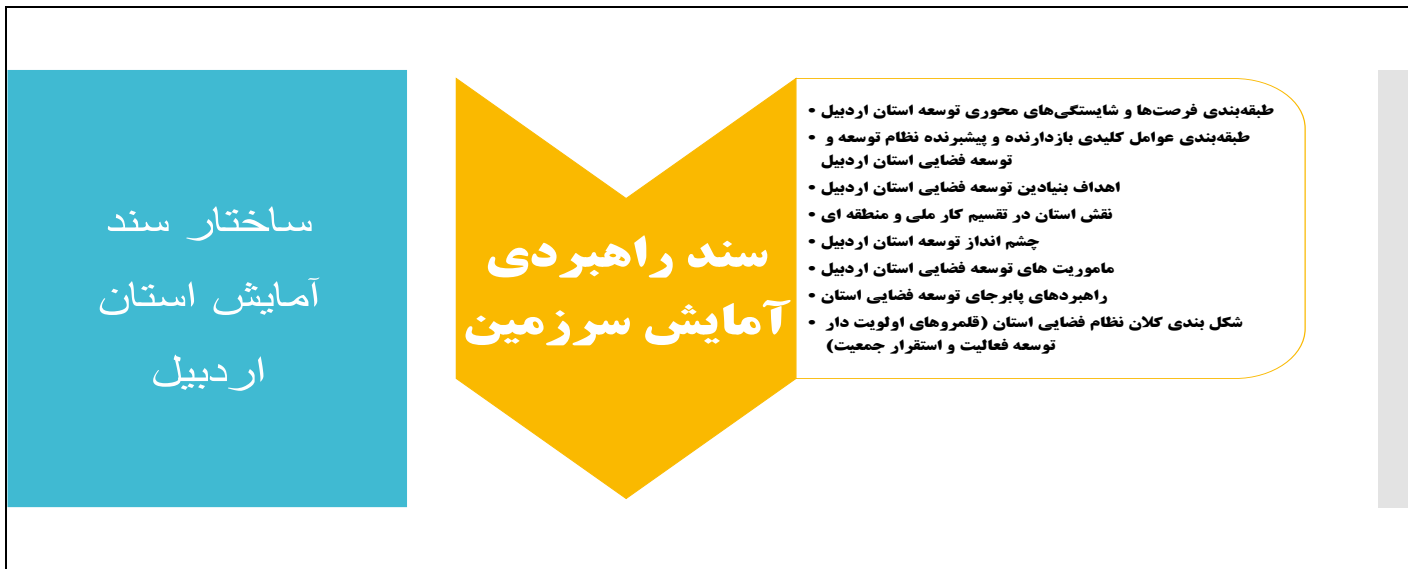 ساختار سند
آمایش استان
اردبیل
سند راهبردی
آمایش سرزمین
• طبقه‌بندی فرصت‌ها و شایستگی‌های محوری توسعه استان اردبیل
• طبقه‌بندی عوامل کلیدی بازدارنده و پیشبرنده نظام توسعه و
توسعه فضایی استان اردبیل
• اهداف بنیادین توسعه فضایی استان اردبیل
• نقش استان در تقسیم کار ملی و منطقه ای
• چشم انداز توسعه استان اردبیل
• ماموریت های توسعه فضایی استان اردبیل
• راهبردهای پابرجای توسعه فضایی استان
• شکل بندی کلان نظام فضایی استان (قلمروهای اولویت دار
توسعه فعالیت و استقرار جمعیت)